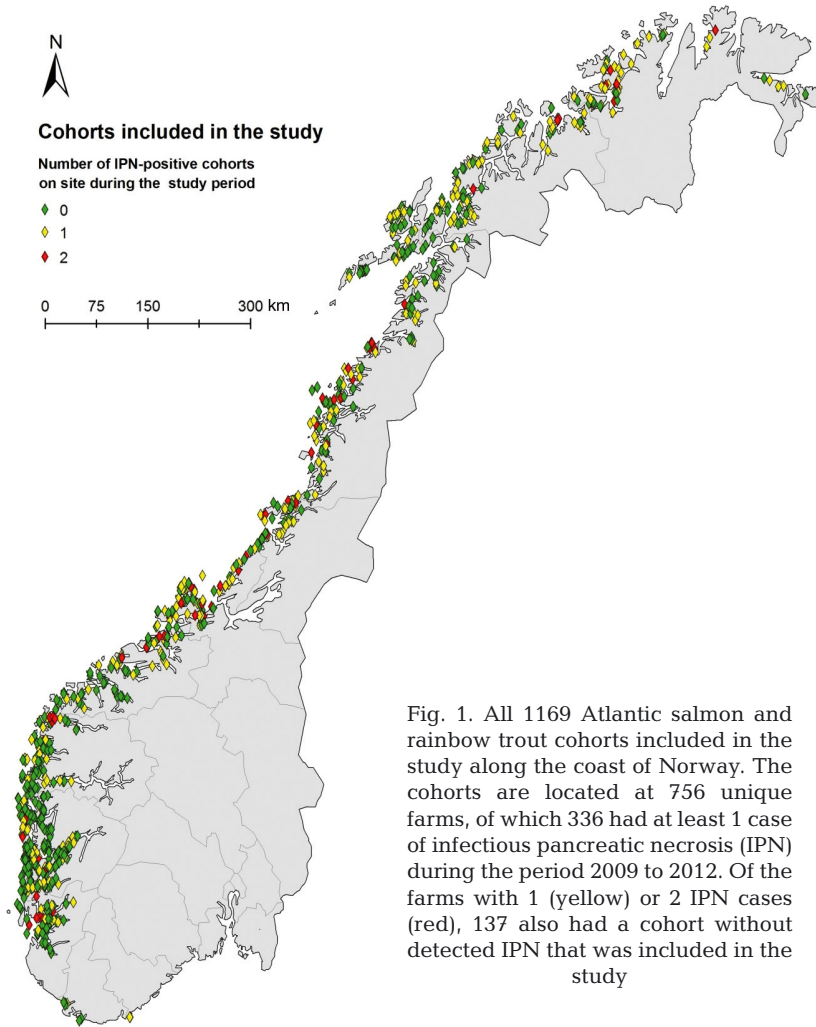 N
Cohorts included in the study
Number of IPN-positive cohorts
on site during the study period
0
1
2
0 75 150 300 km
Fig. 1. All 1169 Atlantic salmon and
rainbow trout cohorts included in the
study along the coast of Norway. The
cohorts are located at 756 unique
farms, of which 336 had at least 1 case
of infectious pancreatic necrosis (IPN)
during the period 2009 to 2012. Of the
farms with 1 (yellow) or 2 IPN cases
(red), 137 also had a cohort without
detected IPN that was included in the
study